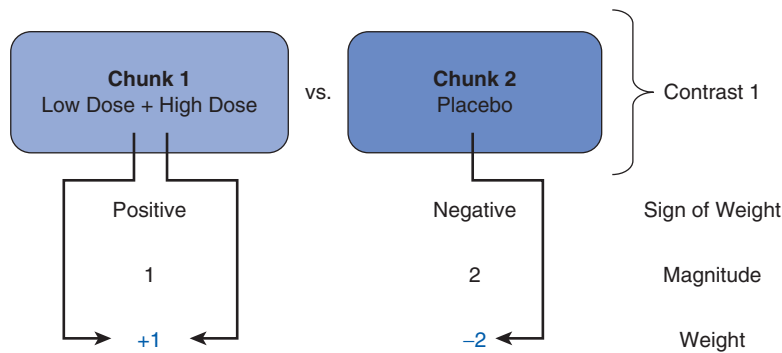 Chunk 1
Low Dose + High Dose
vs.
Chunk 2
Placebo
Contrast 1
Positive
Negative
Sign of Weight
1
2
Magnitude
+1
−2
Weight